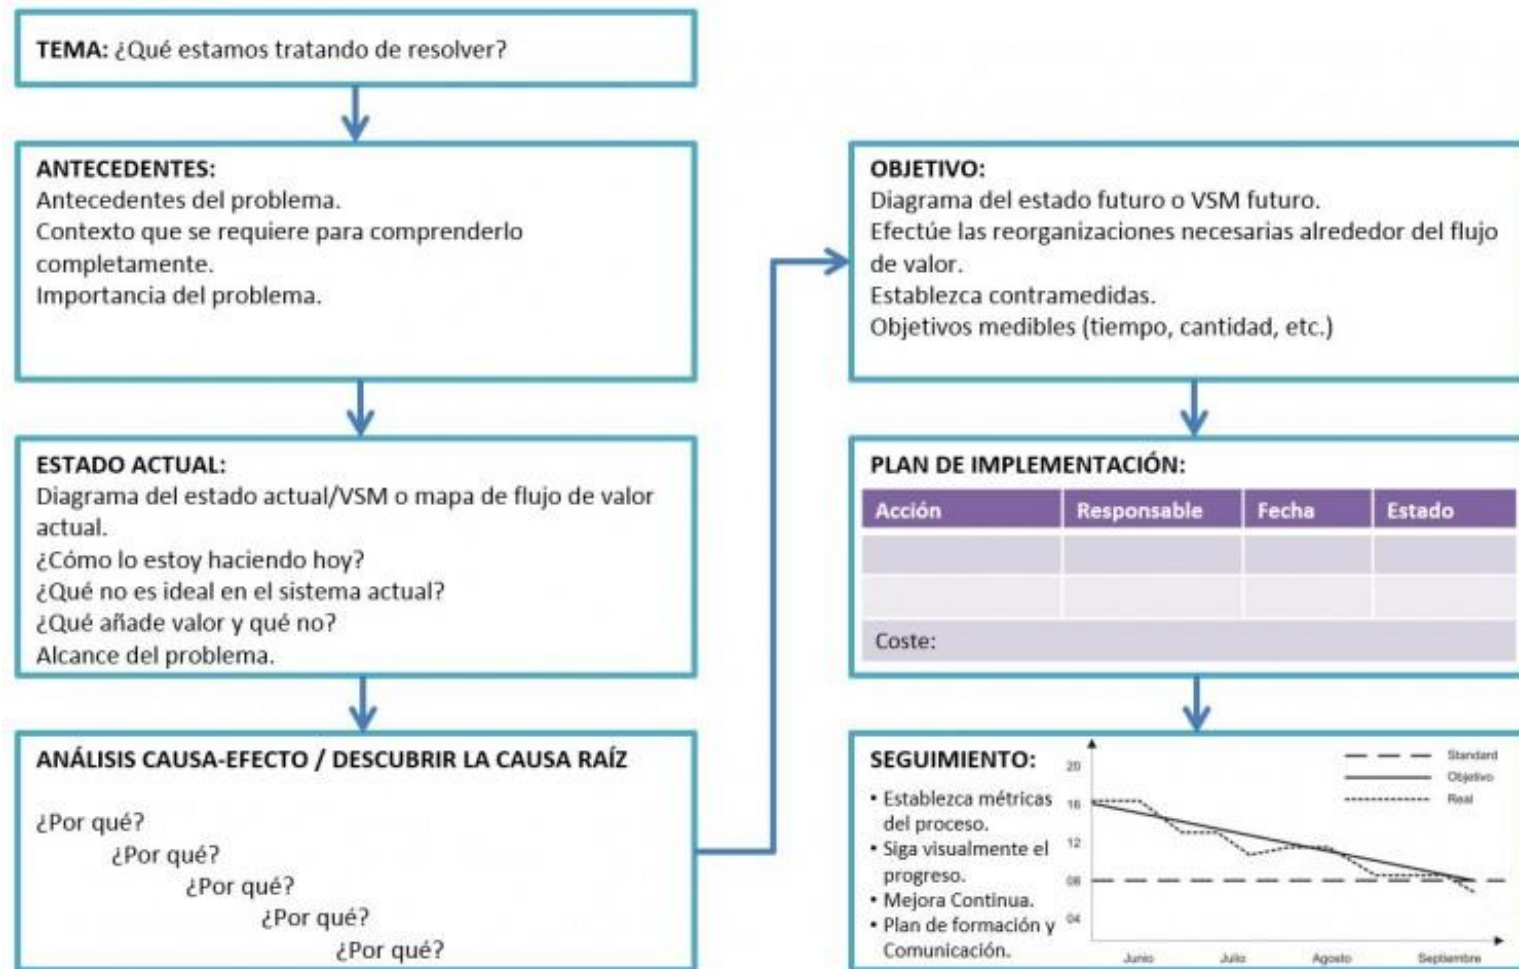 TEMA: ¿Qué estamos tratando de resolver?
ANTECEDENTES:
Antecedentes del problema.
Contexto que se requiere para comprenderlo
completamente.
Importancia del problema.
ESTADO ACTUAL:
Diagrama del estado actual/VSM o mapa de flujo de valor
actual.
¿Cómo lo estoy haciendo hoy?
¿Qué no es ideal en el sistema actual?
¿Qué añade valor y qué no?
Alcance del problema.
ANÁLISIS CAUSA-EFECTO / DESCUBRIR LA CAUSA RAÍZ
¿Por qué?
¿Por qué?
¿Por qué?
¿Por qué?
¿Por qué?
OBJETIVO:
Diagrama del estado futuro o VSM futuro.
Efectúe las reorganizaciones necesarias alrededor del flujo
de valor.
Establezca contramedidas.
Objetivos medibles (tiempo, cantidad, etc.)
PLAN DE IMPLEMENTACIÓN:
Acción Responsable Fecha Estado
Coste:
SEGUIMIENTO:
• Establezca métricas
del proceso.
• Siga visualmente el
progreso.
• Mejora Continua.
• Plan de formación y
Comunicación.
20
16
12
08
04
Standard
Objetivo
Real
Junio Julio Agosto Septiembre